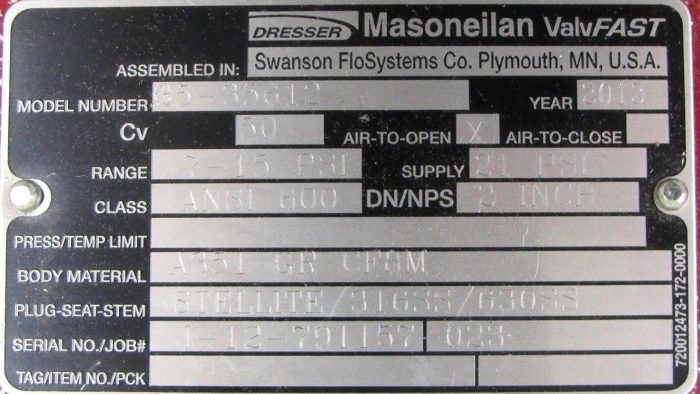 DRESSER Masoneilan ValvFAST
ASSEMBLED IN: Swanson FloSystems Co. Plymouth, MN, U.S.A.
MODEL NUMBER 35-35612 YEAR 2013
Cv 50 AIR-TO-OPEN X AIR-TO-CLOSE
RANGE 7-15 PSI SUPPLY 21 PSI
CLASS ANSI 600 DN/NPS 2 INCH
PRESS/TEMP LIMIT
BODY MATERIAL A351 GR CF8M
PLUG-SEAT-STEM STELLITE/316SS/630SS
SERIAL NO./JOB# 1-12-791157 023
TAG/ITEM NO./PCK
720012473-172-0000